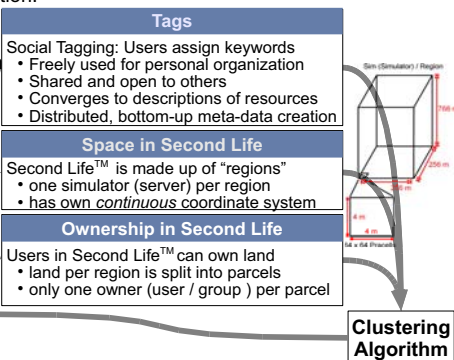 Tags
Social Tagging: Users assign keywords
• Freely used for personal organization
• Shared and open to others
• Converges to descriptions of resources
• Distributed, bottom-up meta-data creation
Space in Second Life
Second Life™ is made up of “regions”
• one simulator (server) per region
• has own continuous coordinate system
Ownership in Second Life
Users in Second Life™ can own land
• land per region is split into parcels
• only one owner (user / group ) per parcel
Sim (Simulator) / Region
768 m
256 m
256 m
4 m
4 m
Clustering
Algorithm